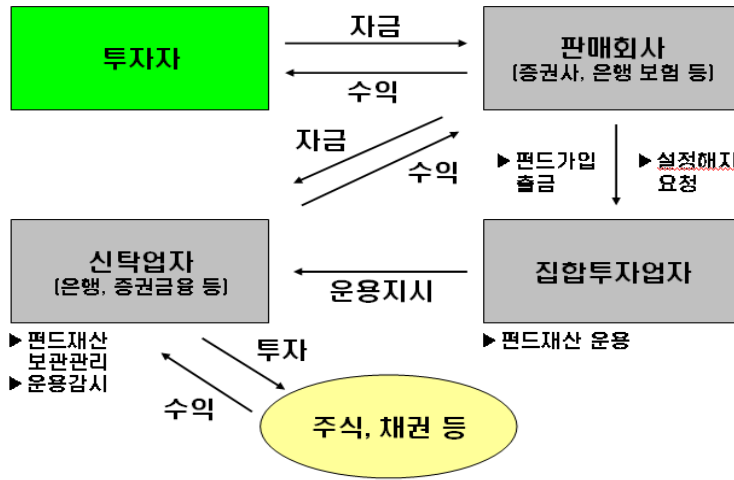 투자자
자금
수익
판매회사
(증권사, 은행 보험 등)
자금
수익
▶ 펀드가입
출금
▶ 설정해지
요청
신탁업자
(은행, 증권금융 등)
운용지시
집합투자업자
▶ 펀드재산
보관관리
▶ 운용감시
▶ 펀드재산 운용
투자
수익
주식, 채권 등